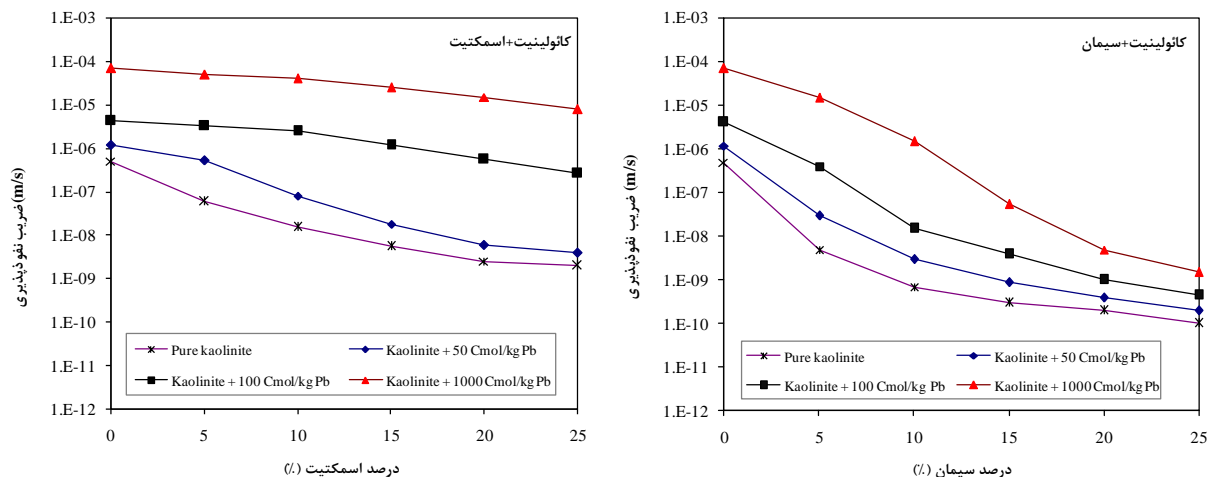 کائولینیت+اسمکتیت
ضریب نفوذپذیری (m/s)
1.E-03
1.E-04
1.E-05
1.E-06
1.E-07
1.E-08
1.E-09
1.E-10
1.E-11
1.E-12
Pure kaolinite
Kaolinite + 50 Cmol/kg Pb
Kaolinite + 100 Cmol/kg Pb
Kaolinite + 1000 Cmol/kg Pb
0 5 10 15 20 25
درصد اسمکتیت (٪)
کائولینیت+سیمان
ضریب نفوذپذیری (m/s)
1.E-03
1.E-04
1.E-05
1.E-06
1.E-07
1.E-08
1.E-09
1.E-10
1.E-11
1.E-12
Pure kaolinite
Kaolinite + 50 Cmol/kg Pb
Kaolinite + 100 Cmol/kg Pb
Kaolinite + 1000 Cmol/kg Pb
0 5 10 15 20 25
درصد سیمان (٪)